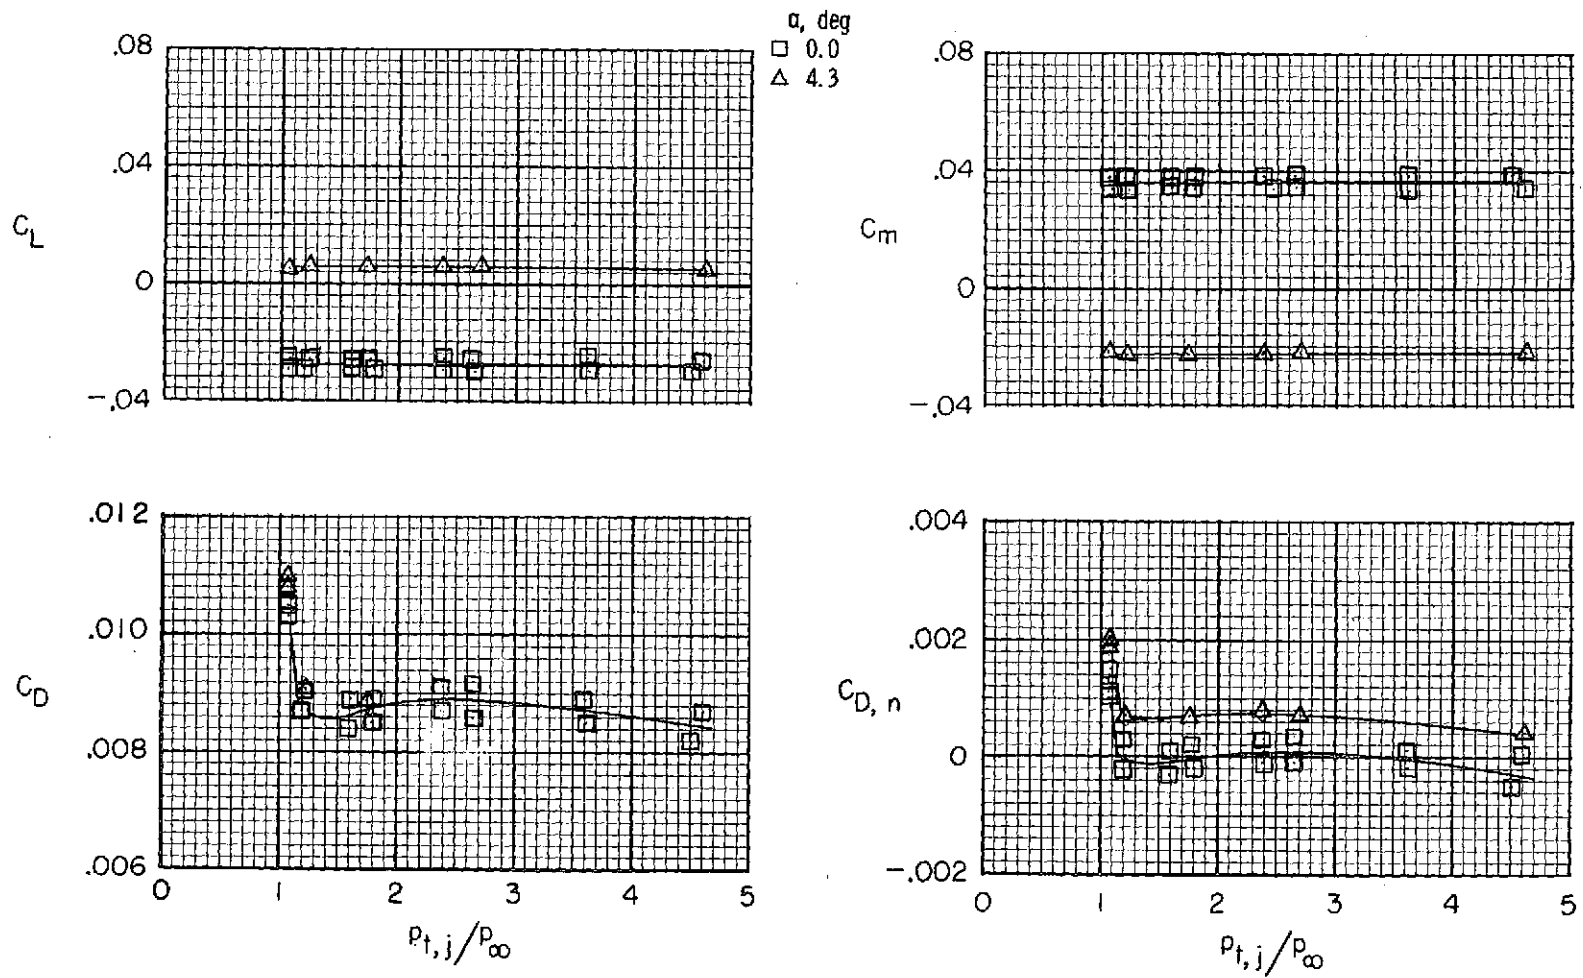 α, deg
□ 0.0
△ 4.3
.08
.04
0
-.04
C_L
.08
.04
0
-.04
C_m
.012
.010
.008
.006
C_D
0 1 2 3 4 5
p_t,j/p_∞
.004
.002
0
-.002
C_D,n
0 1 2 3 4 5
p_t,j/p_∞